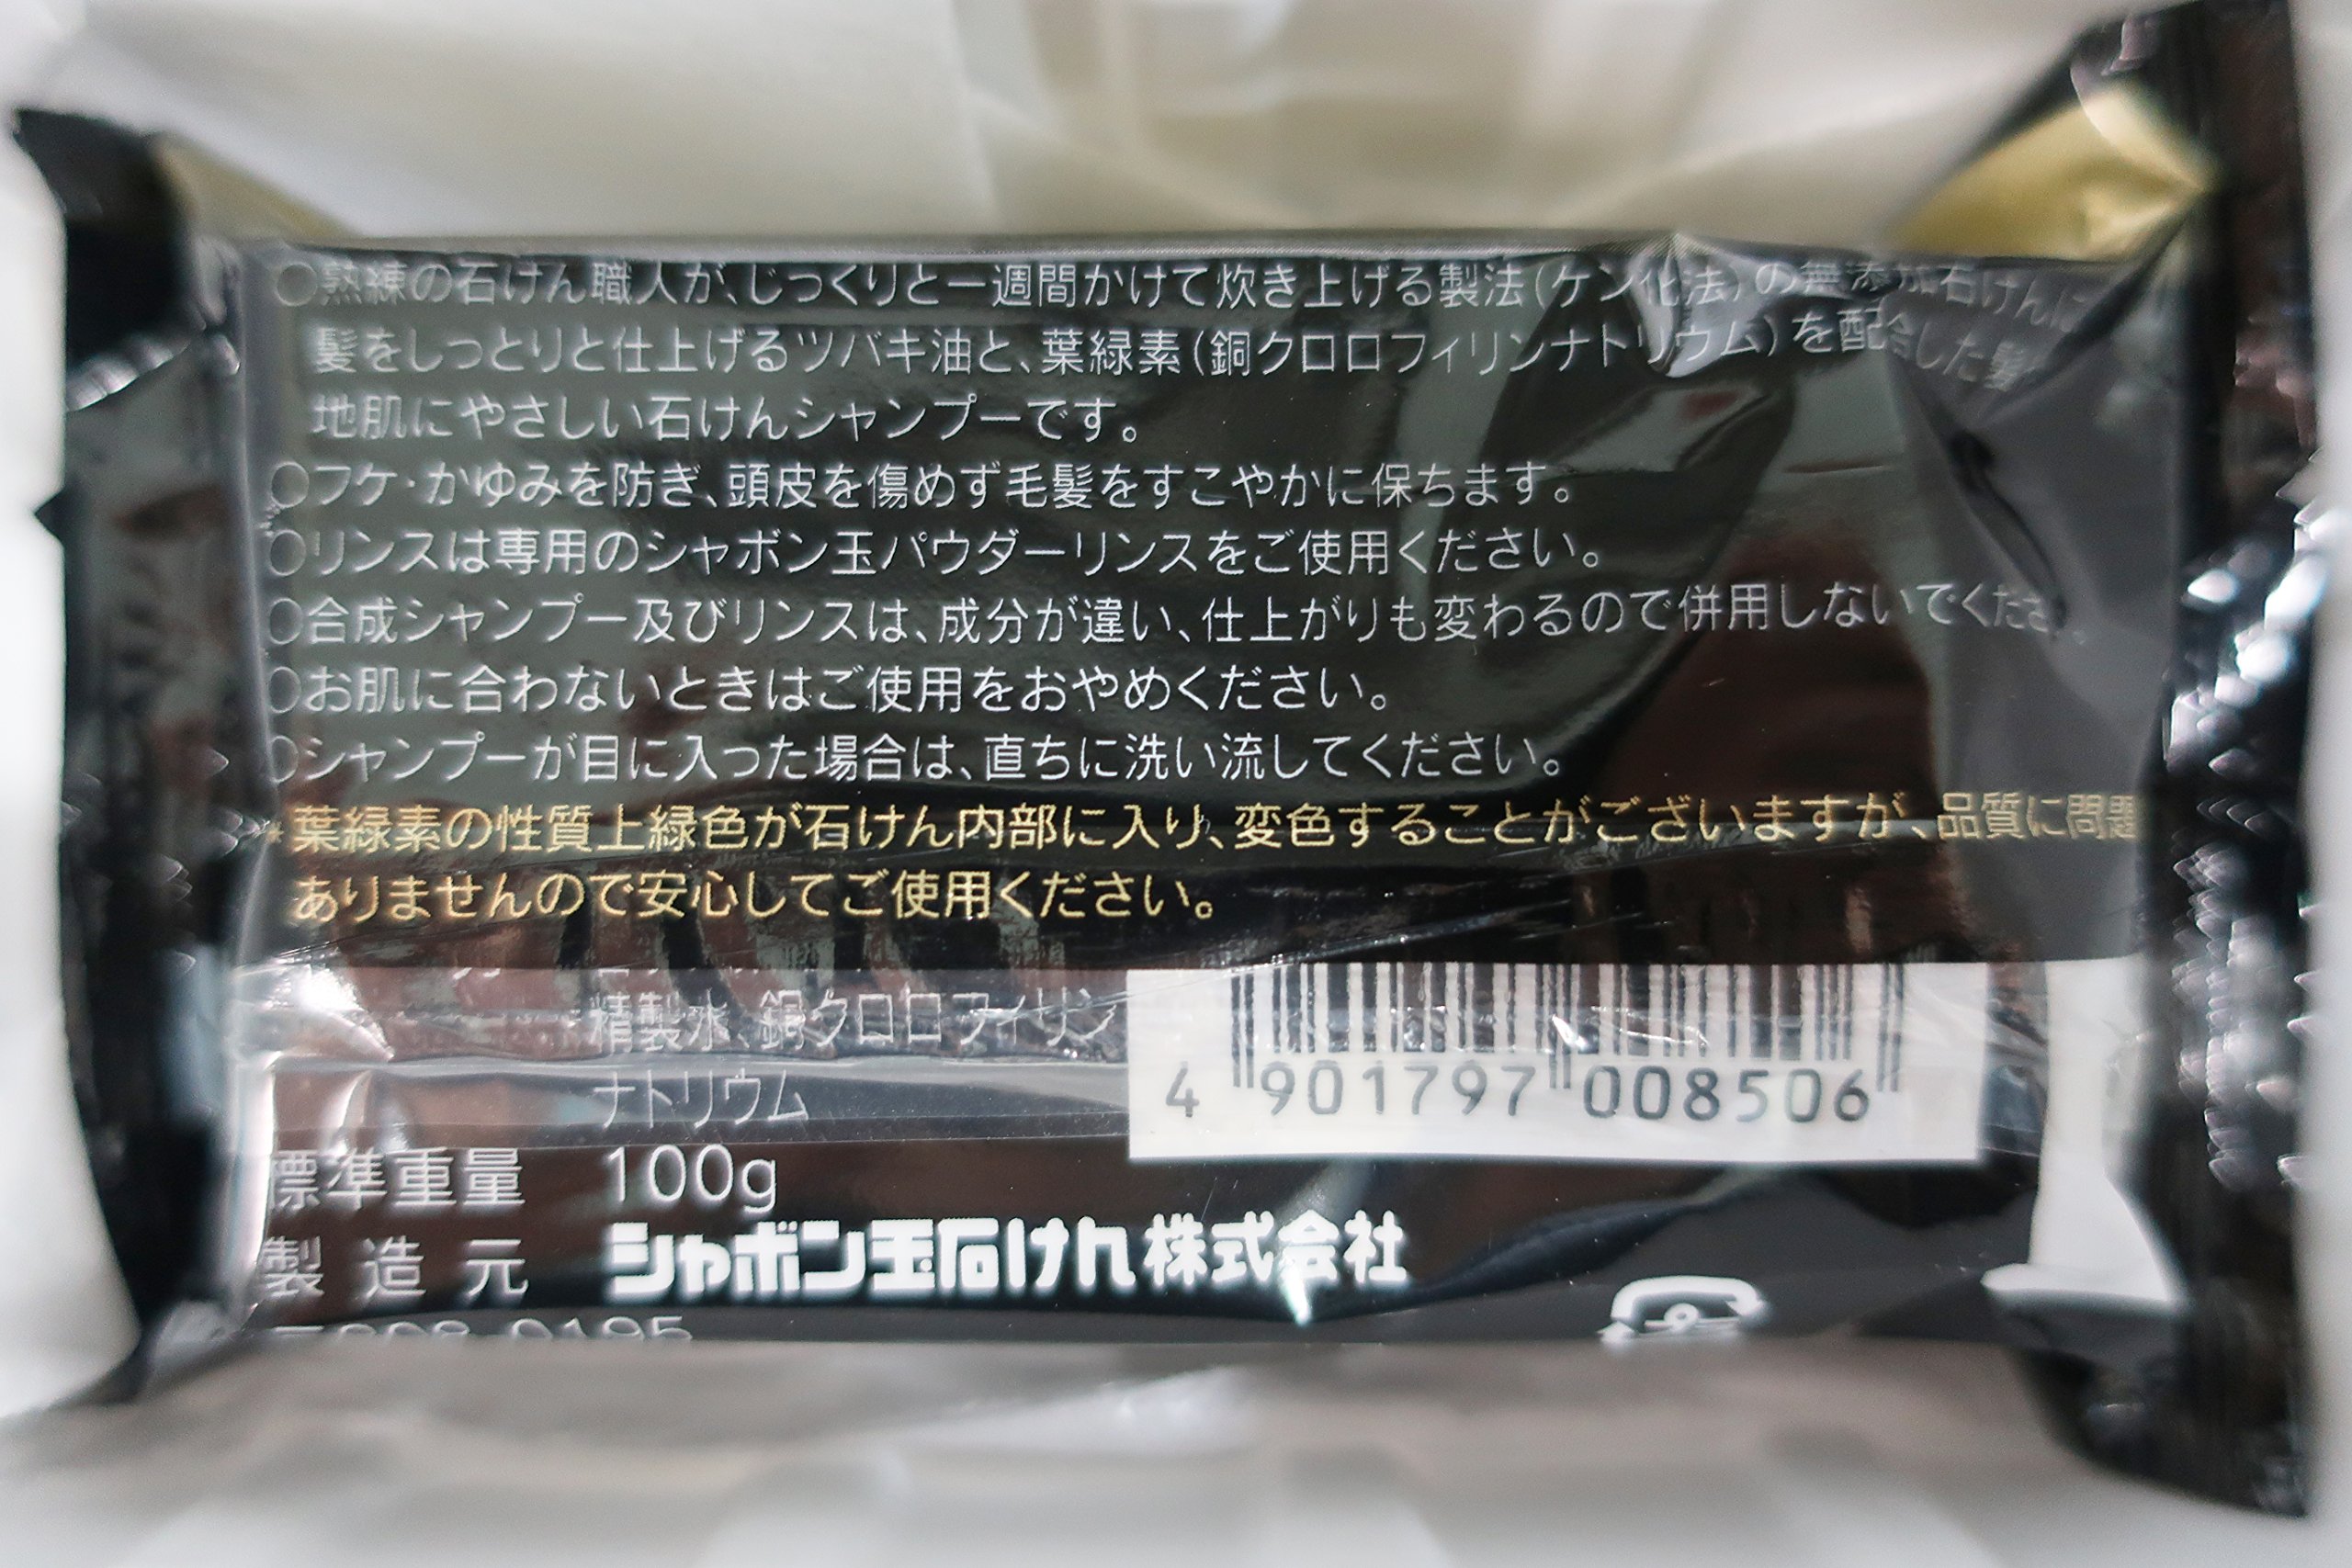 ○熟練の石けん職人が、じっくりと一週間かけて炊き上げる製法(ケン化法)の無添加石けんに
髪をしっとりと仕上げるツバキ油と、葉緑素(銅クロロフィリンナトリウム)を配合した髪
地肌にやさしい石けんシャンプーです。
○フケ・かゆみを防ぎ、頭皮を傷めず毛髪をすこやかに保ちます。
○リンスは専用のシャボン玉パウダーリンスをご使用ください。
○合成シャンプー及びリンスは、成分が違い、仕上がりも変わるので併用しないでくださ
○お肌に合わないときはご使用をおやめください。
○シャンプーが目に入った場合は、直ちに洗い流してください。
*葉緑素の性質上緑色が石けん内部に入り、変色することがございますが、品質に問題
ありませんので安心してご使用ください。
精製水、銅クロロフィリン
ナトリウム
4 901797 008506
標準重量 100g
製造元 シャボン玉石けん株式会社